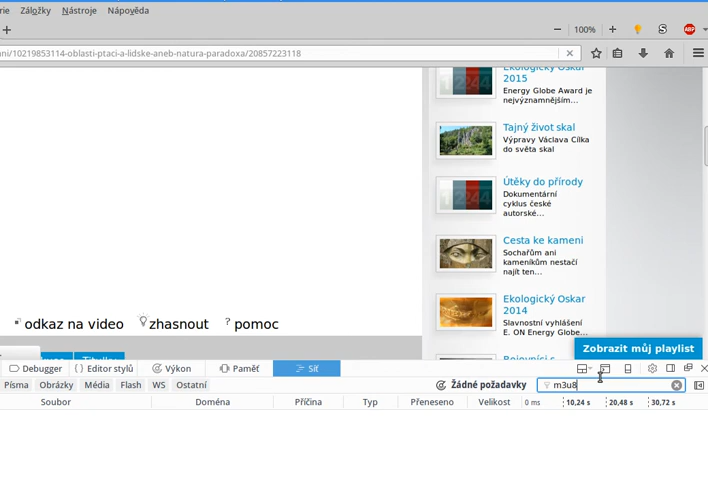 rie Záložky Nástroje Nápověda
100%
S
ABP
ani/10219853114-oblasti-ptaci-a-lidske-aneb-natura-paradoxa/20857223118
Ekologický Oskar
2015
Energy Globe Award je
nejvýznamnějším...
Tajný život skal
Výpravy Václava Cílka
do světa skal
Útěky do přírody
Dokumentární
cyklus české
autorské...
Cesta ke kameni
Sochařům ani
kameníkům nestačí
najít ten...
Ekologický Oskar
2014
Slavnostní vyhlášení
E. ON Energy Globe...
odkaz na video zhasnout ? pomoc
Zobrazit můj playlist
Titulky
Bojovníci s
Debugger {} Editor stylů Výkon Paměť Síť
Písma Obrázky Média Flash WS Ostatní Žádné požadavky m3u8
Soubor Doména Příčina Typ Přeneseno Velikost 0 ms 10,24 s 20,48 s 30,72 s